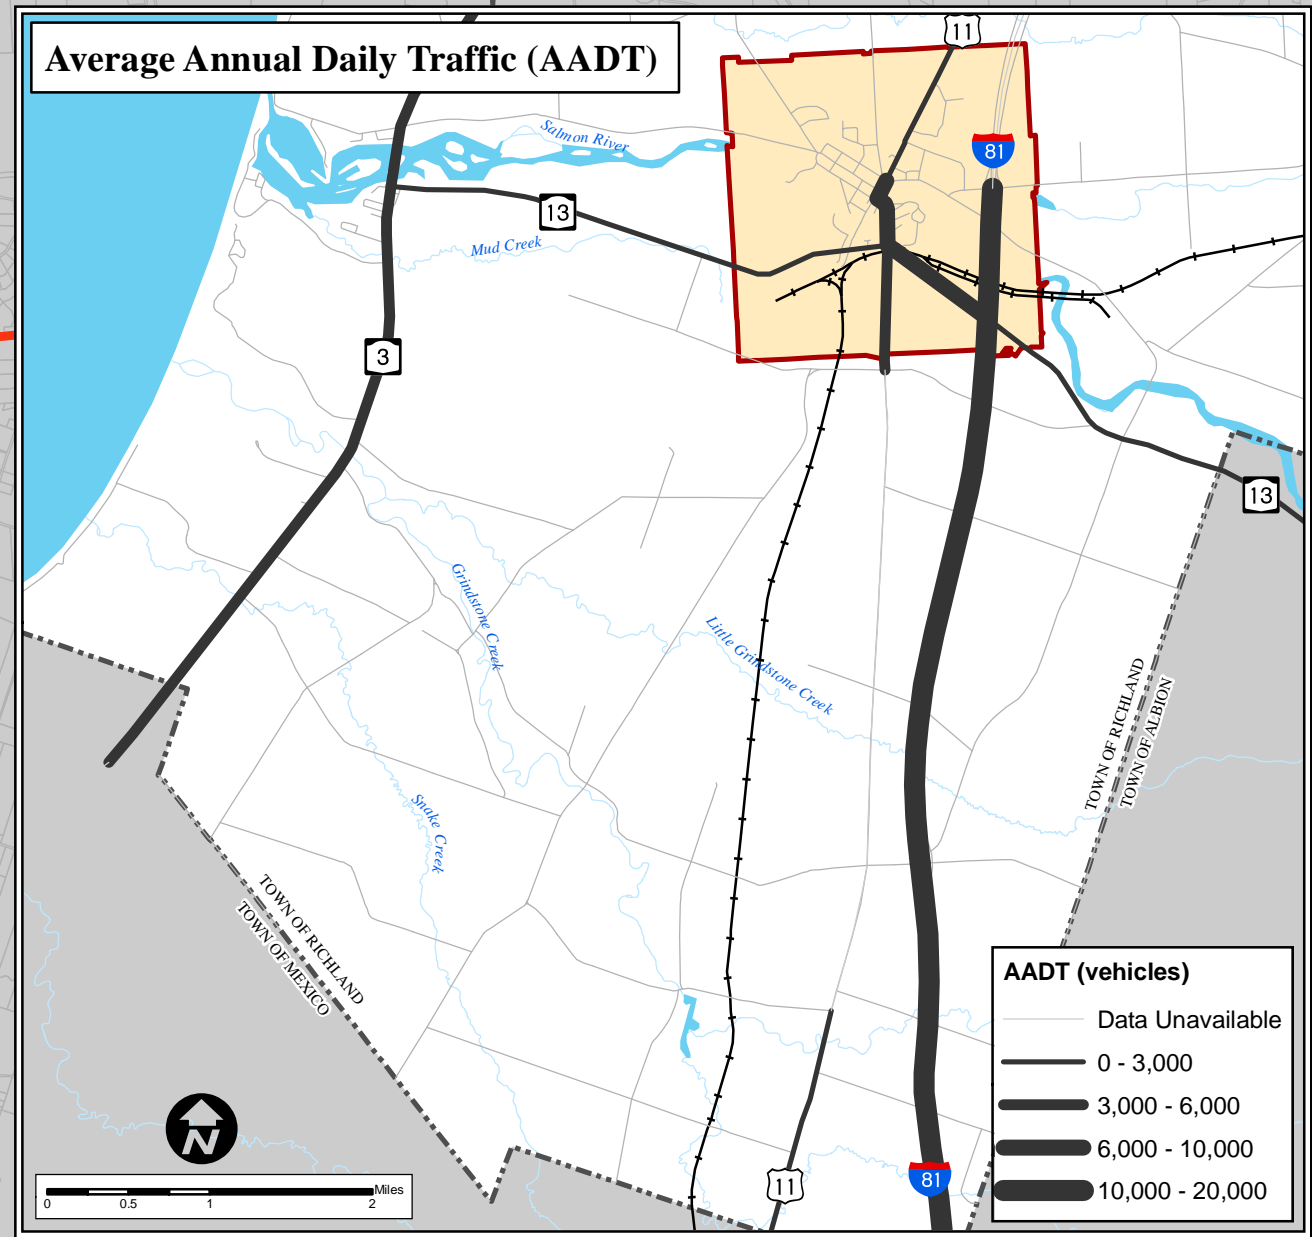 Average Annual Daily Traffic (AADT)
11
81
Salmon River
13
Mud Creek
3
13
Grindstone Creek
Little Grindstone Creek
TOWN OF RICHLAND
TOWN OF ALBION
Snake Creek
TOWN OF RICHLAND
TOWN OF MEXICO
AADT (vehicles)
Data Unavailable
0 - 3,000
3,000 - 6,000
6,000 - 10,000
10,000 - 20,000
N
11
81
Miles
0 0.5 1 2